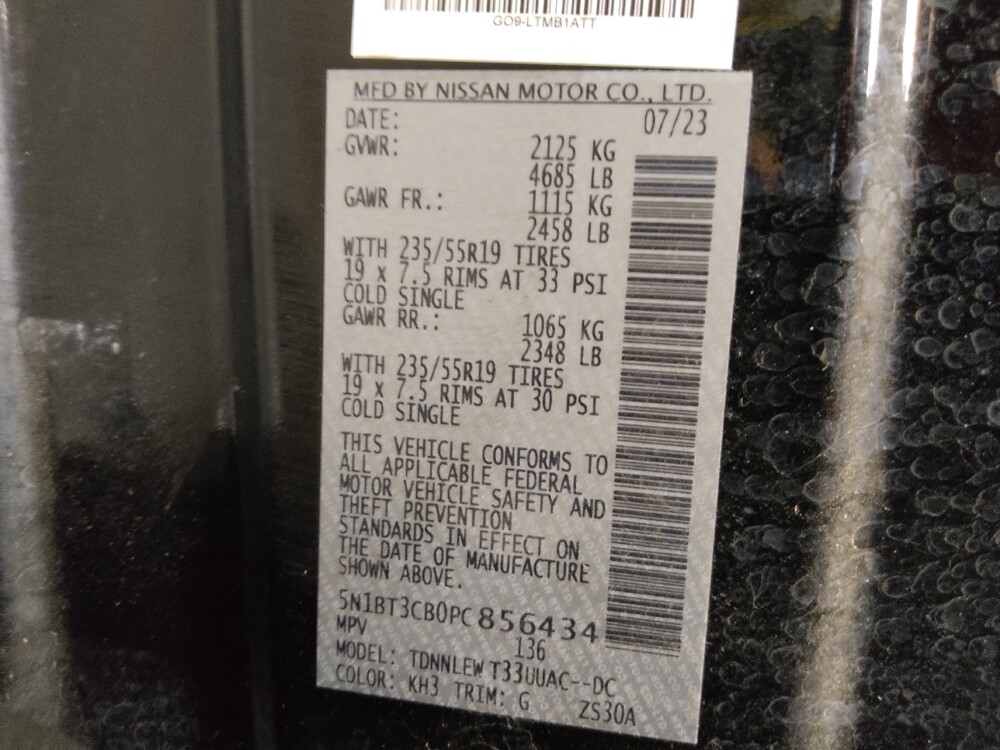 GO9-LTMB1ATT
MFD BY NISSAN MOTOR CO., LTD.
DATE: 07/23
GVWR: 2125 KG
4685 LB
GAWR FR.: 1115 KG
2458 LB
WITH 235/55R19 TIRES
19 x 7.5 RIMS AT 33 PSI
COLD SINGLE
GAWR RR.: 1065 KG
2348 LB
WITH 235/55R19 TIRES
19 x 7.5 RIMS AT 30 PSI
COLD SINGLE
THIS VEHICLE CONFORMS TO
ALL APPLICABLE FEDERAL
MOTOR VEHICLE SAFETY AND
THEFT PREVENTION
STANDARDS IN EFFECT ON
THE DATE OF MANUFACTURE
SHOWN ABOVE.
5N1BT3CB0PC856434
MPV 136
MODEL: TDNNLEW T33UUAC--DC
COLOR: KH3 TRIM: G ZS30A